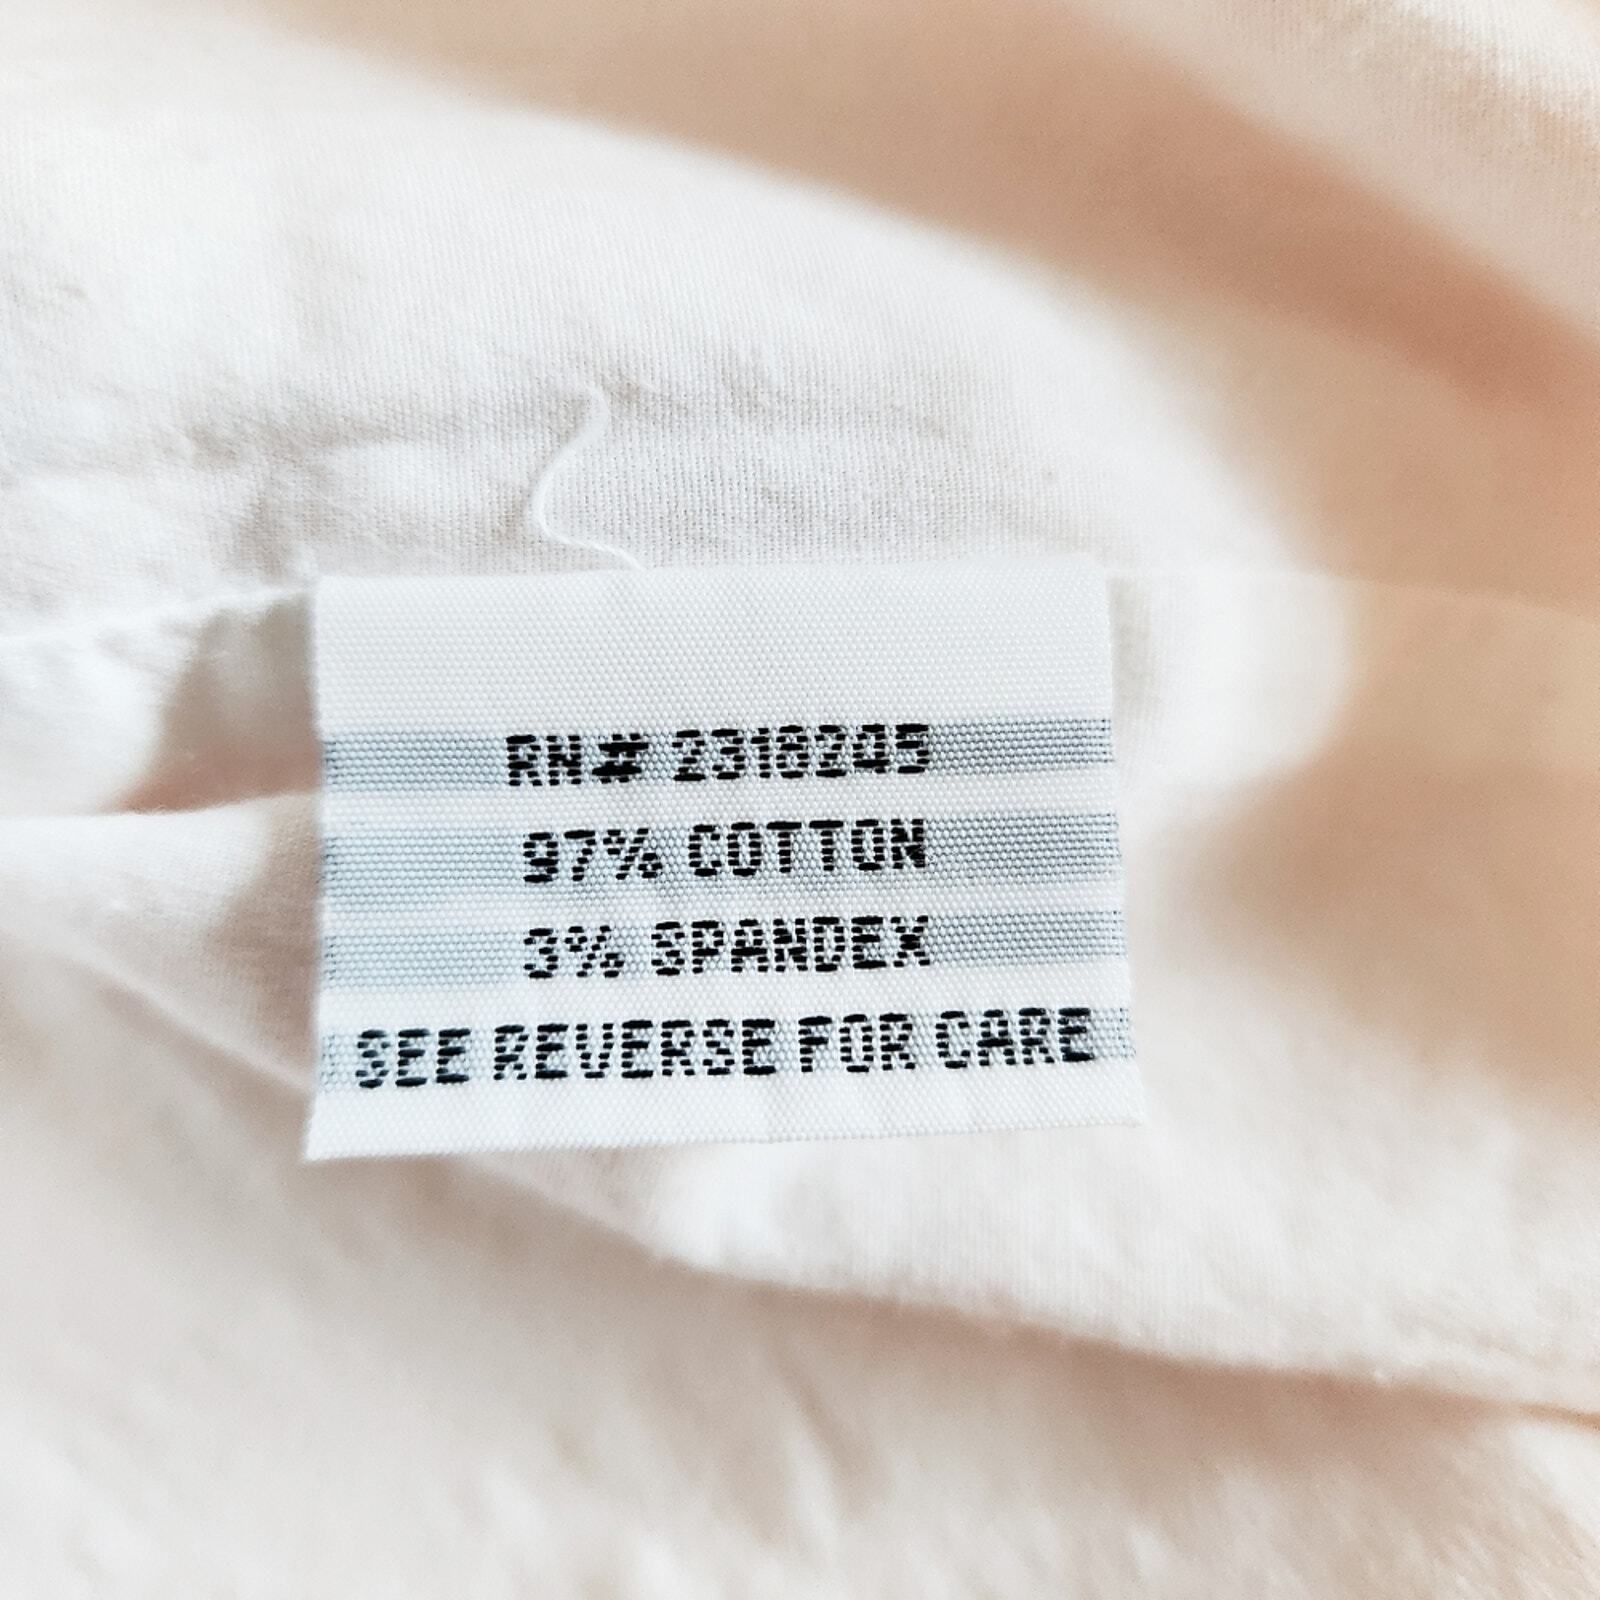 RN# 2318245
97% COTTON
3% SPANDEX
SEE REVERSE FOR CARE